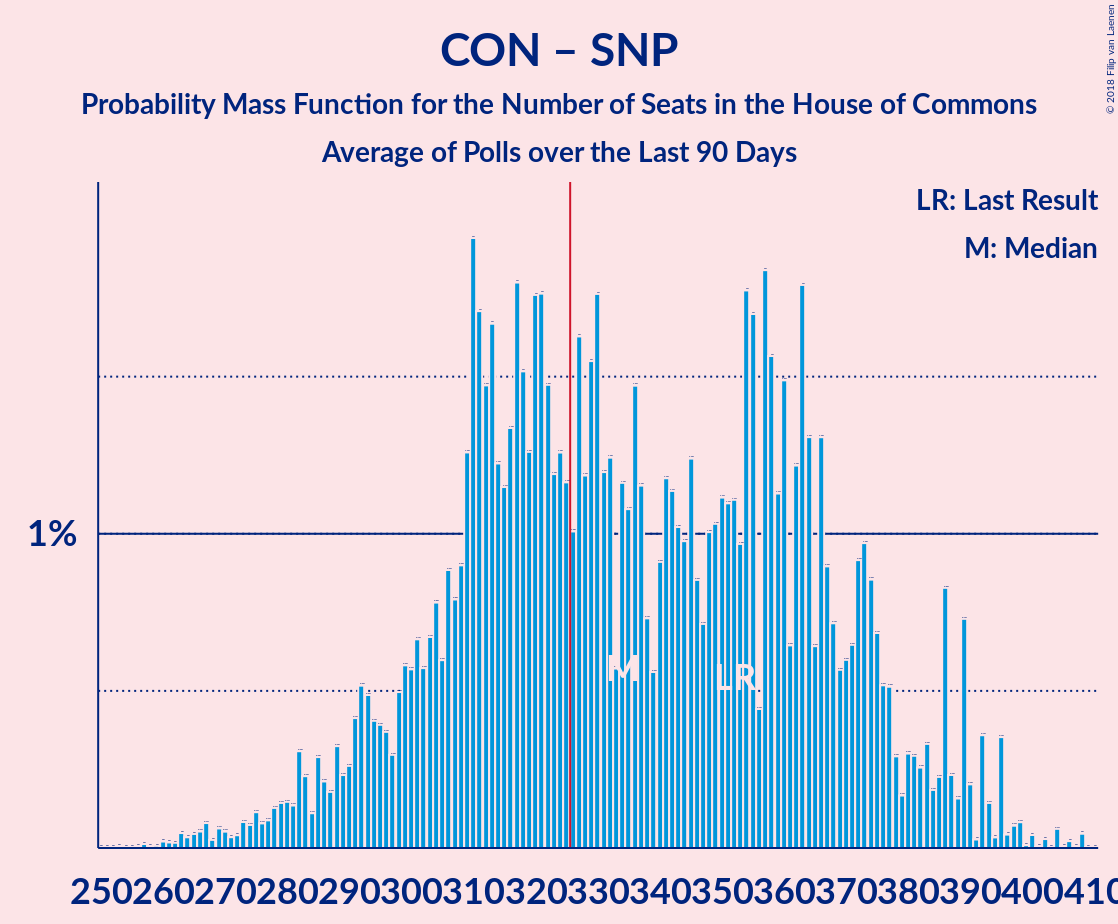 CON – SNP
Probability Mass Function for the Number of Seats in the House of Commons
Average of Polls over the Last 90 Days
© 2018 Filip van Laenen
LR: Last Result
M: Median
1%
M
LR
250 260 270 280 290 300 310 320 330 340 350 360 370 380 390 400 410